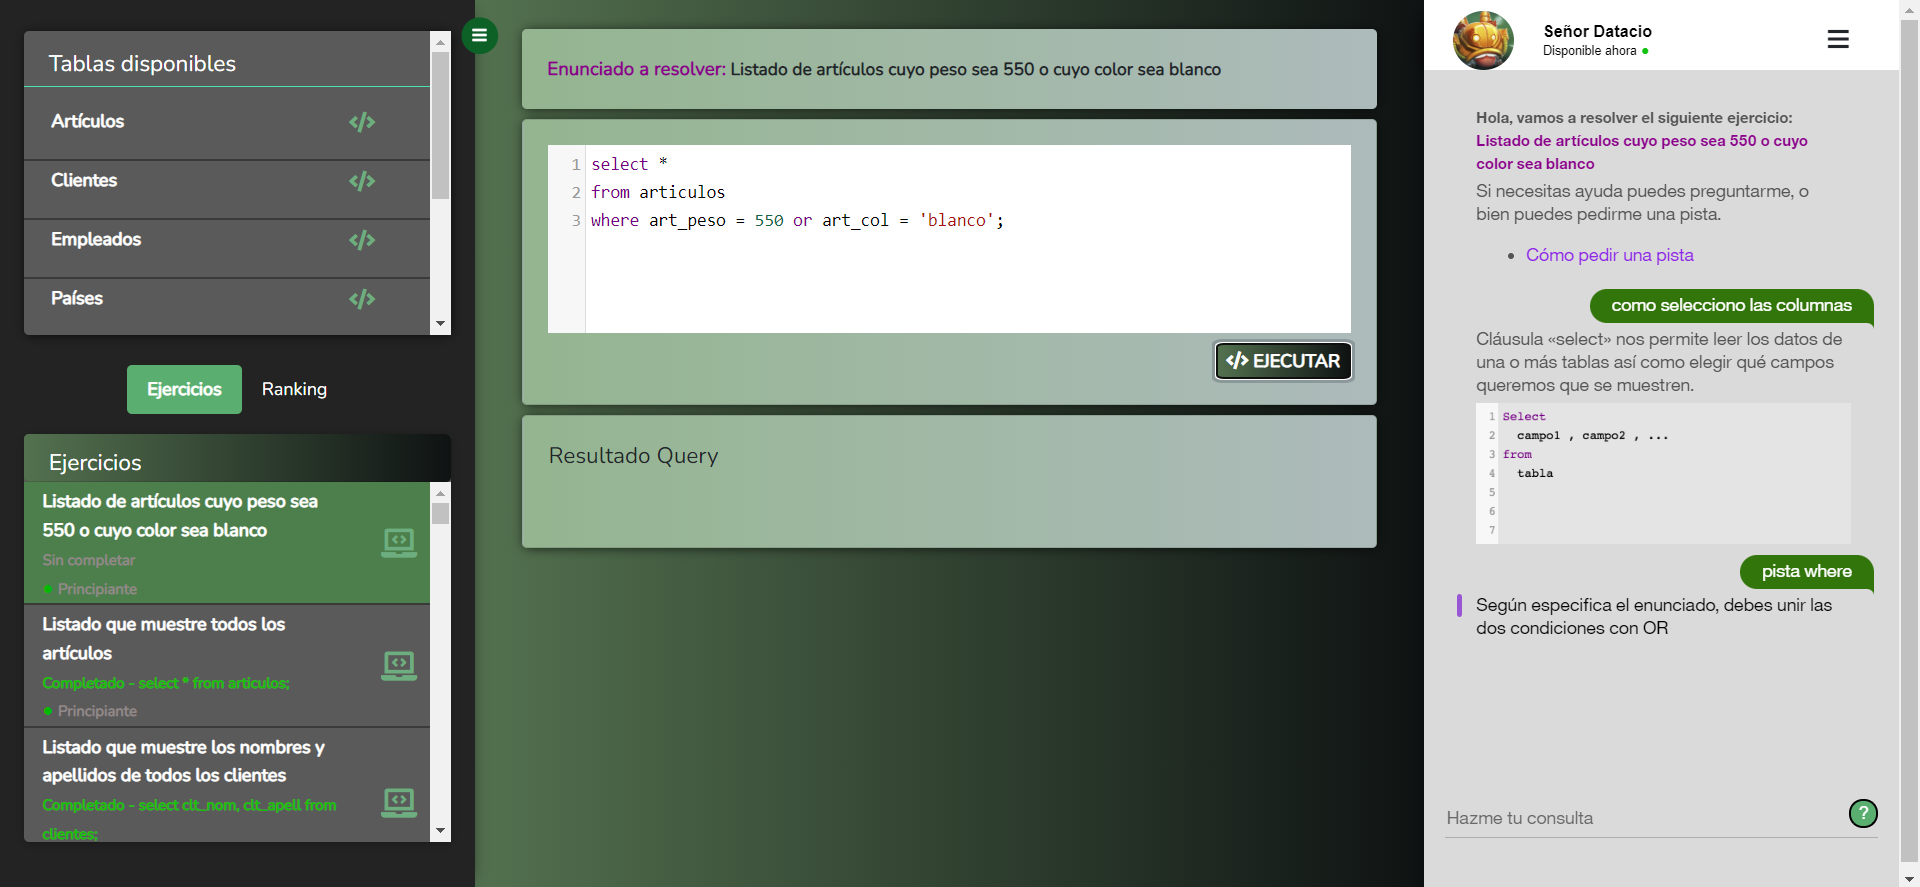 Tablas disponibles
Artículos
Clientes
Empleados
Países
Ejercicios
Ranking
Ejercicios
Listado de artículos cuyo peso sea
550 o cuyo color sea blanco
Sin completar
Principiante
Listado que muestre todos los
artículos
Completado - select * from articulos;
Principiante
Listado que muestre los nombres y
apellidos de todos los clientes
Completado - select clt_nom, clt_apell from
clientes;
Enunciado a resolver: Listado de artículos cuyo peso sea 550 o cuyo color sea blanco
1 select *
2 from articulos
3 where art_peso = 550 or art_col = 'blanco';
</> EJECUTAR
Resultado Query
Señor Datacio
Disponible ahora
Hola, vamos a resolver el siguiente ejercicio:
Listado de artículos cuyo peso sea 550 o cuyo
color sea blanco
Si necesitas ayuda puedes preguntarme, o
bien puedes pedirme una pista.
• Cómo pedir una pista
como selecciono las columnas
Cláusula «select» nos permite leer los datos de
una o más tablas así como elegir qué campos
queremos que se muestren.
1 Select
2 campo1 , campo2 , ...
3 from
4 tabla
5
6
7
pista where
Según especifica el enunciado, debes unir las
dos condiciones con OR
Hazme tu consulta
?